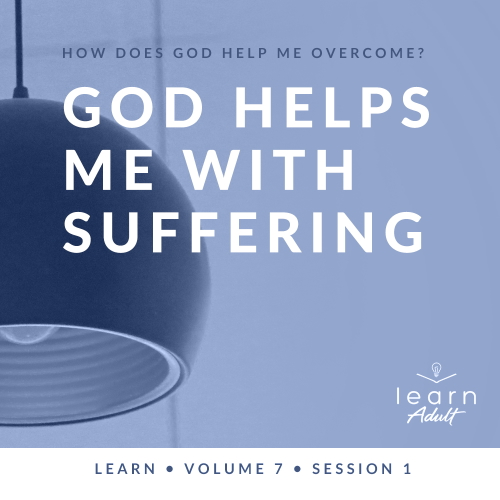 HOW DOES GOD HELP ME OVERCOME?
GOD HELPS
ME WITH
SUFFERING
learn
Adult
LEARN • VOLUME 7 • SESSION 1